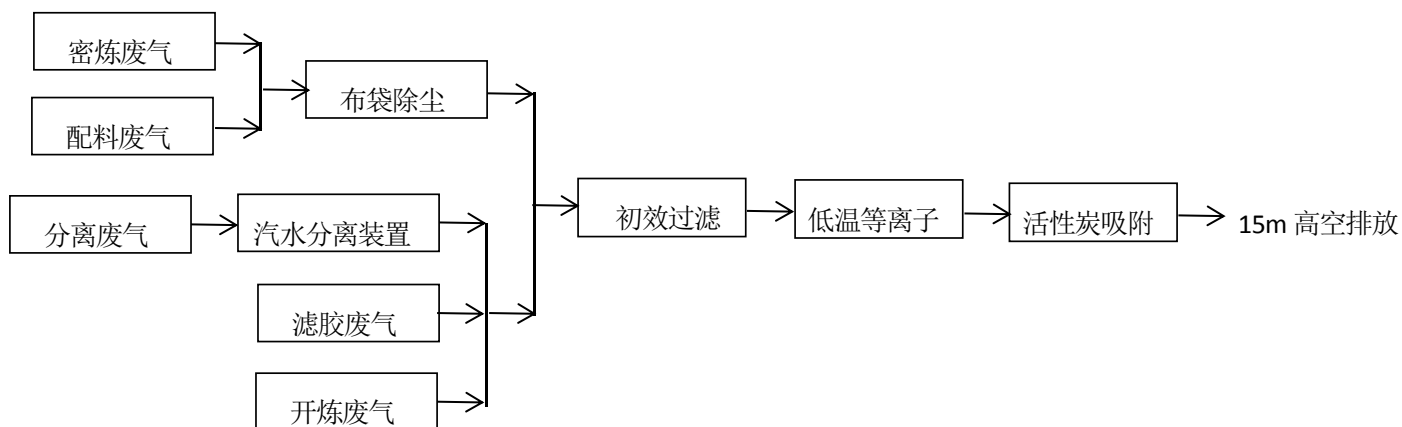 密炼废气
配料废气
布袋除尘
分离废气
汽水分离装置
滤胶废气
开炼废气
初效过滤
低温等离子
活性炭吸附
15m 高空排放